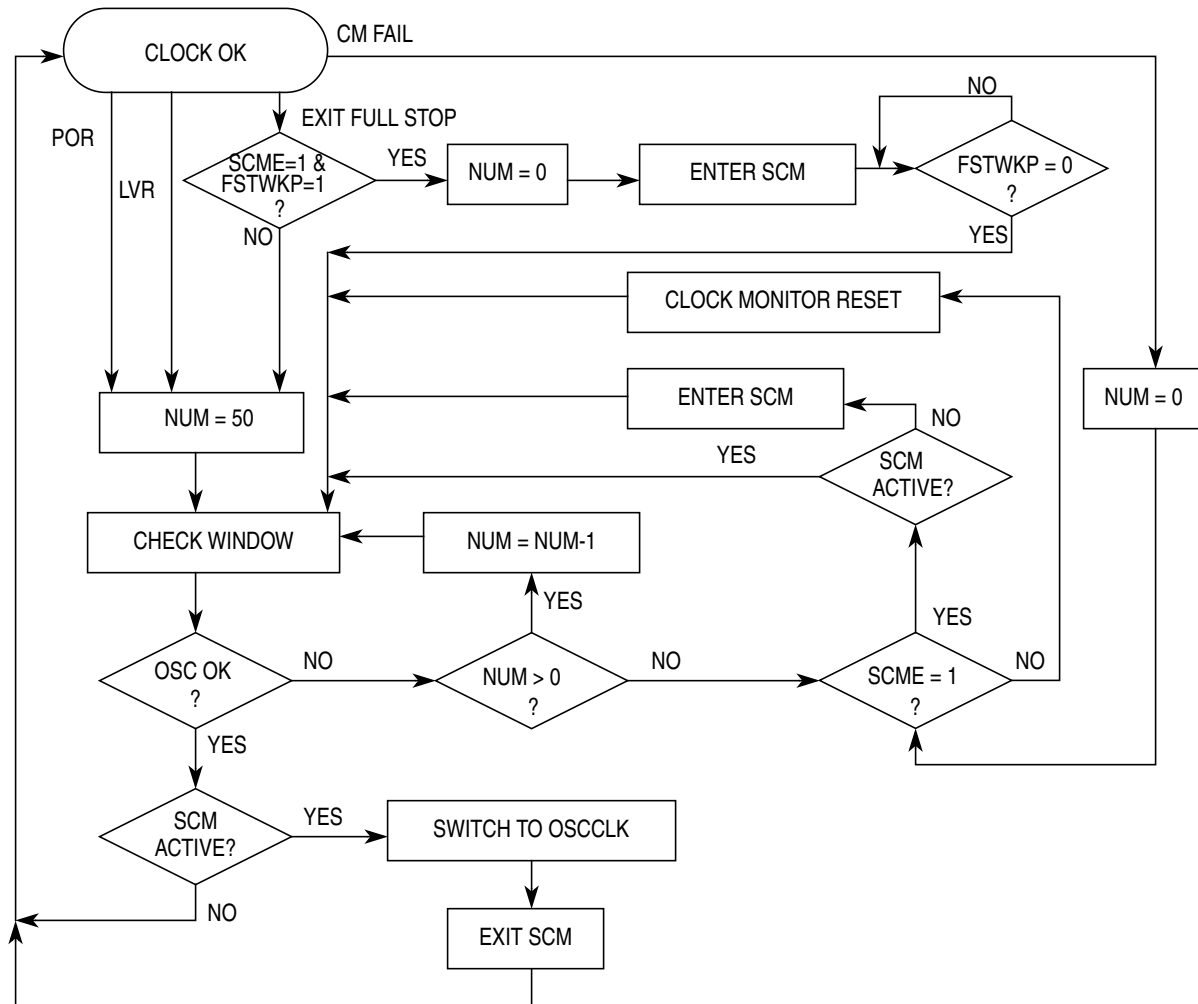 CLOCK OK
CM FAIL
POR
LVR
EXIT FULL STOP
SCME=1 &
FSTWKP=1
?
YES
NO
NUM = 0
ENTER SCM
NO
FSTWKP = 0
?
YES
CLOCK MONITOR RESET
NUM = 50
ENTER SCM
NUM = 0
NO
YES
SCM
ACTIVE?
CHECK WINDOW
NUM = NUM-1
YES
YES
OSC OK
?
NO
NUM > 0
?
NO
SCME = 1
?
NO
YES
SCM
ACTIVE?
YES
SWITCH TO OSCCLK
NO
EXIT SCM